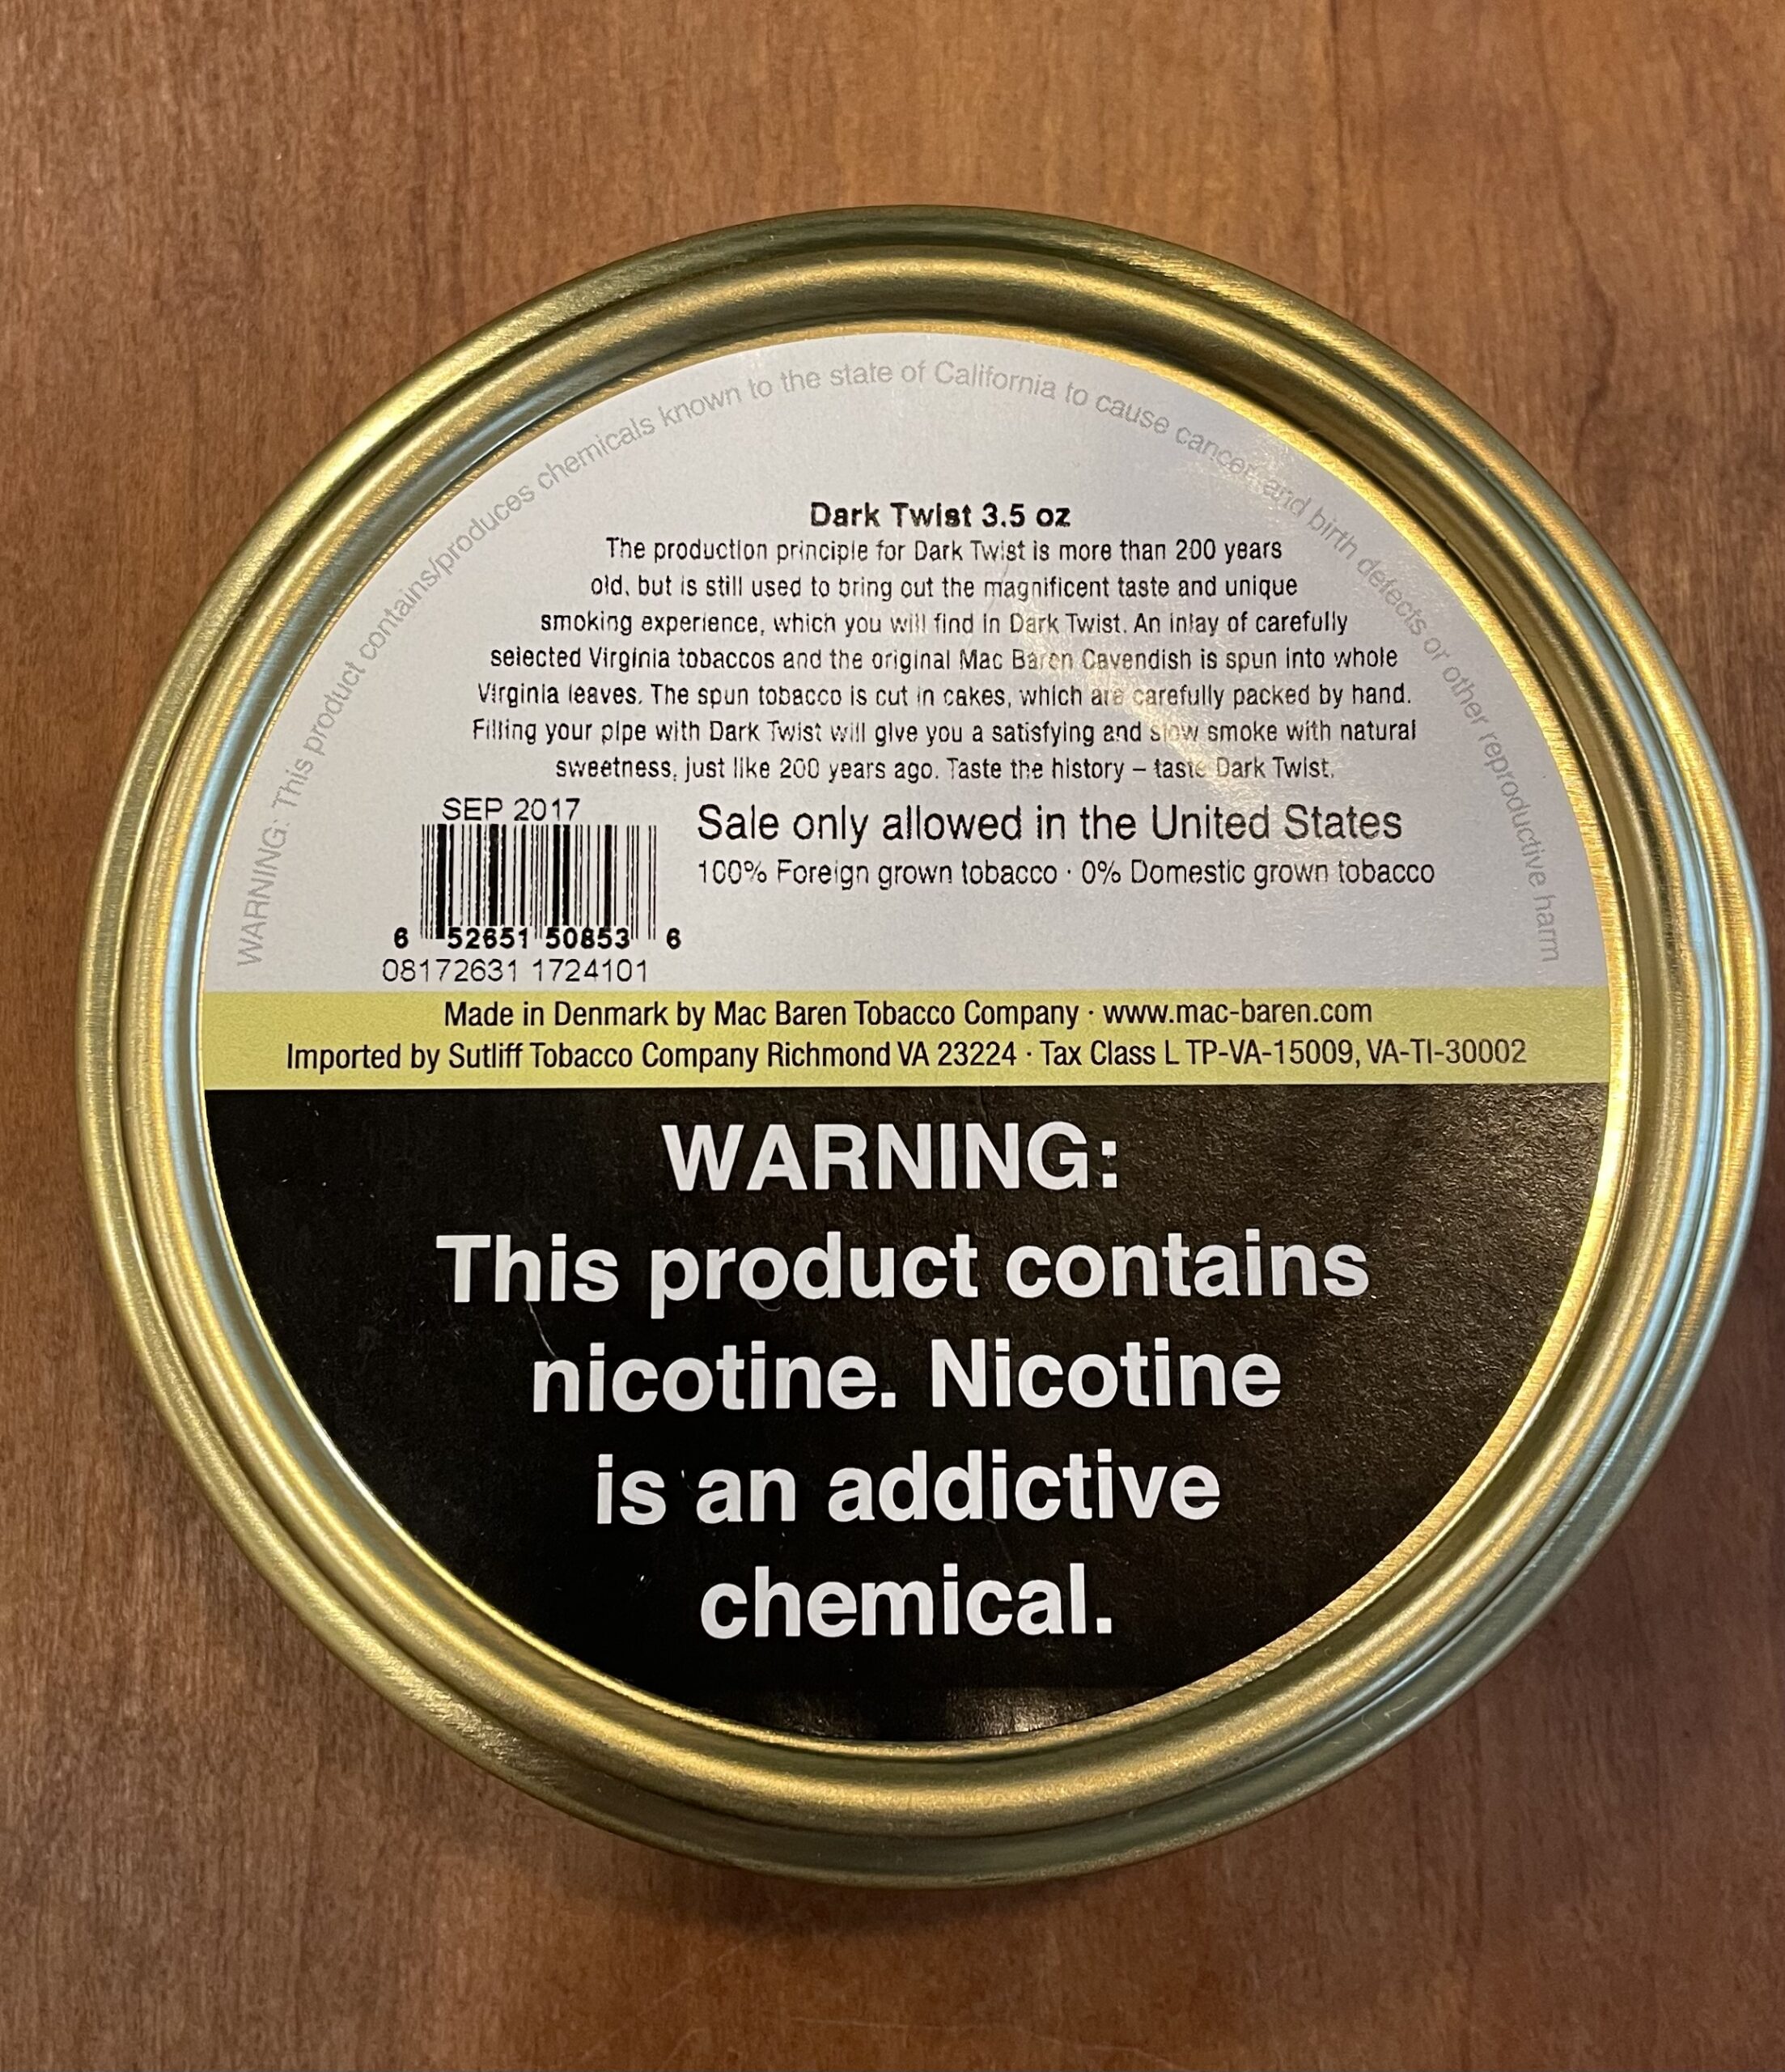 WARNING: This product contains/produces chemicals known to the state of California to cause cancer and birth defects or other reproductive harm
Dark Twist 3.5 oz
The production principle for Dark Twist is more than 200 years
old, but is still used to bring out the magnificent taste and unique
smoking experience, which you will find in Dark Twist. An inlay of carefully
selected Virginia tobaccos and the original Mac Baren Cavendish is spun into whole
Virginia leaves. The spun tobacco is cut in cakes, which are carefully packed by hand.
Filling your pipe with Dark Twist will give you a satisfying and slow smoke with natural
sweetness, just like 200 years ago. Taste the history – taste Dark Twist.
SEP 2017
Sale only allowed in the United States
100% Foreign grown tobacco · 0% Domestic grown tobacco
6 52651 50853 6
08172631 1724101
Made in Denmark by Mac Baren Tobacco Company · www.mac-baren.com
Imported by Sutliff Tobacco Company Richmond VA 23224 · Tax Class L TP-VA-15009, VA-TI-30002
WARNING:
This product contains
nicotine. Nicotine
is an addictive
chemical.